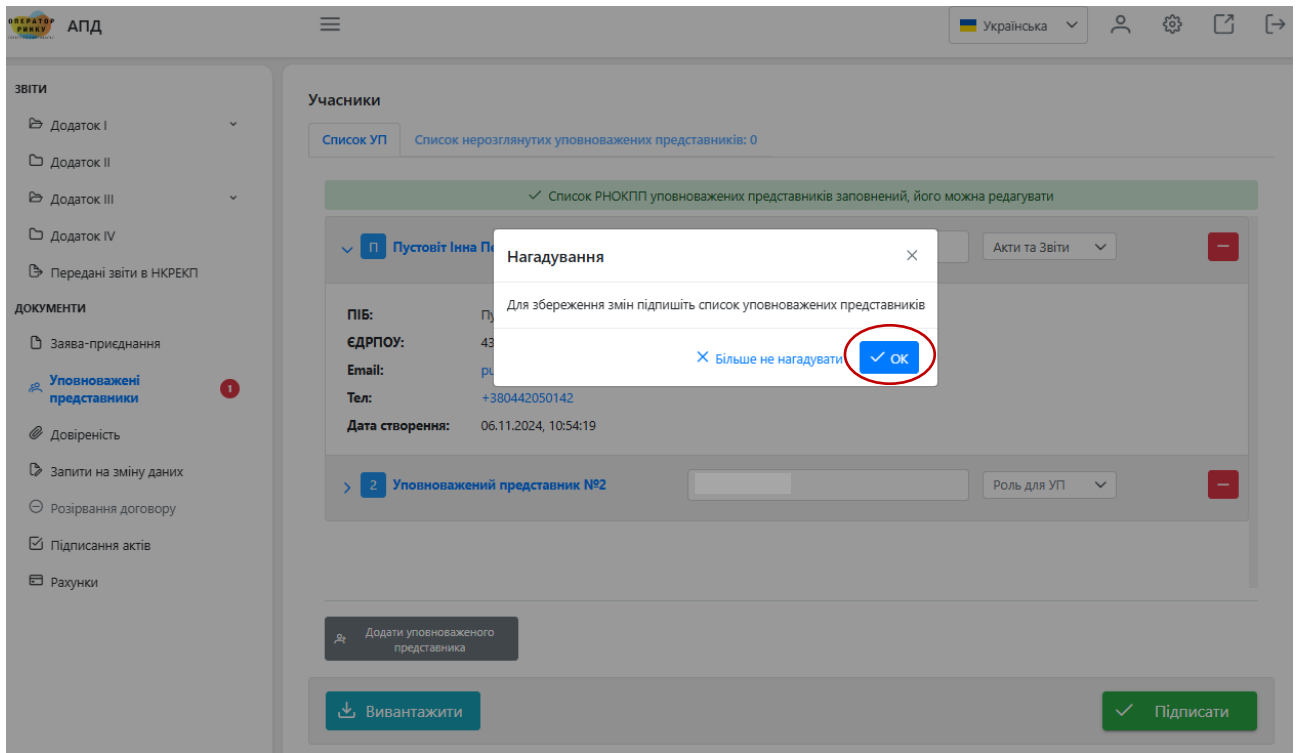 ОПЕРАТОР
РИНКУ
АПД
Українська
ЗВІТИ
Додаток I
Додаток II
Додаток III
Додаток IV
Передані звіти в НКРЕКП
ДОКУМЕНТИ
Заява-приєднання
Уповноважені
представники
1
Довіреність
Запити на зміну даних
Розірвання договору
Підписання актів
Рахунки
Учасники
Список УП
Список нерозглянутих уповноважених представників: 0
Список РНОКПП уповноважених представників заповнений, його можна редагувати
П Пустовіт Інна
Акти та Звіти
Нагадування
Для збереження змін підпишіть список уповноважених представників
Більше не нагадувати
ОК
ПІБ:
ЄДРПОУ: 43
Email: pu
Тел: +380442050142
Дата створення: 06.11.2024, 10:54:19
2 Уповноважений представник №2
Роль для УП
Додати уповноваженого
представника
Вивантажити
Підписати